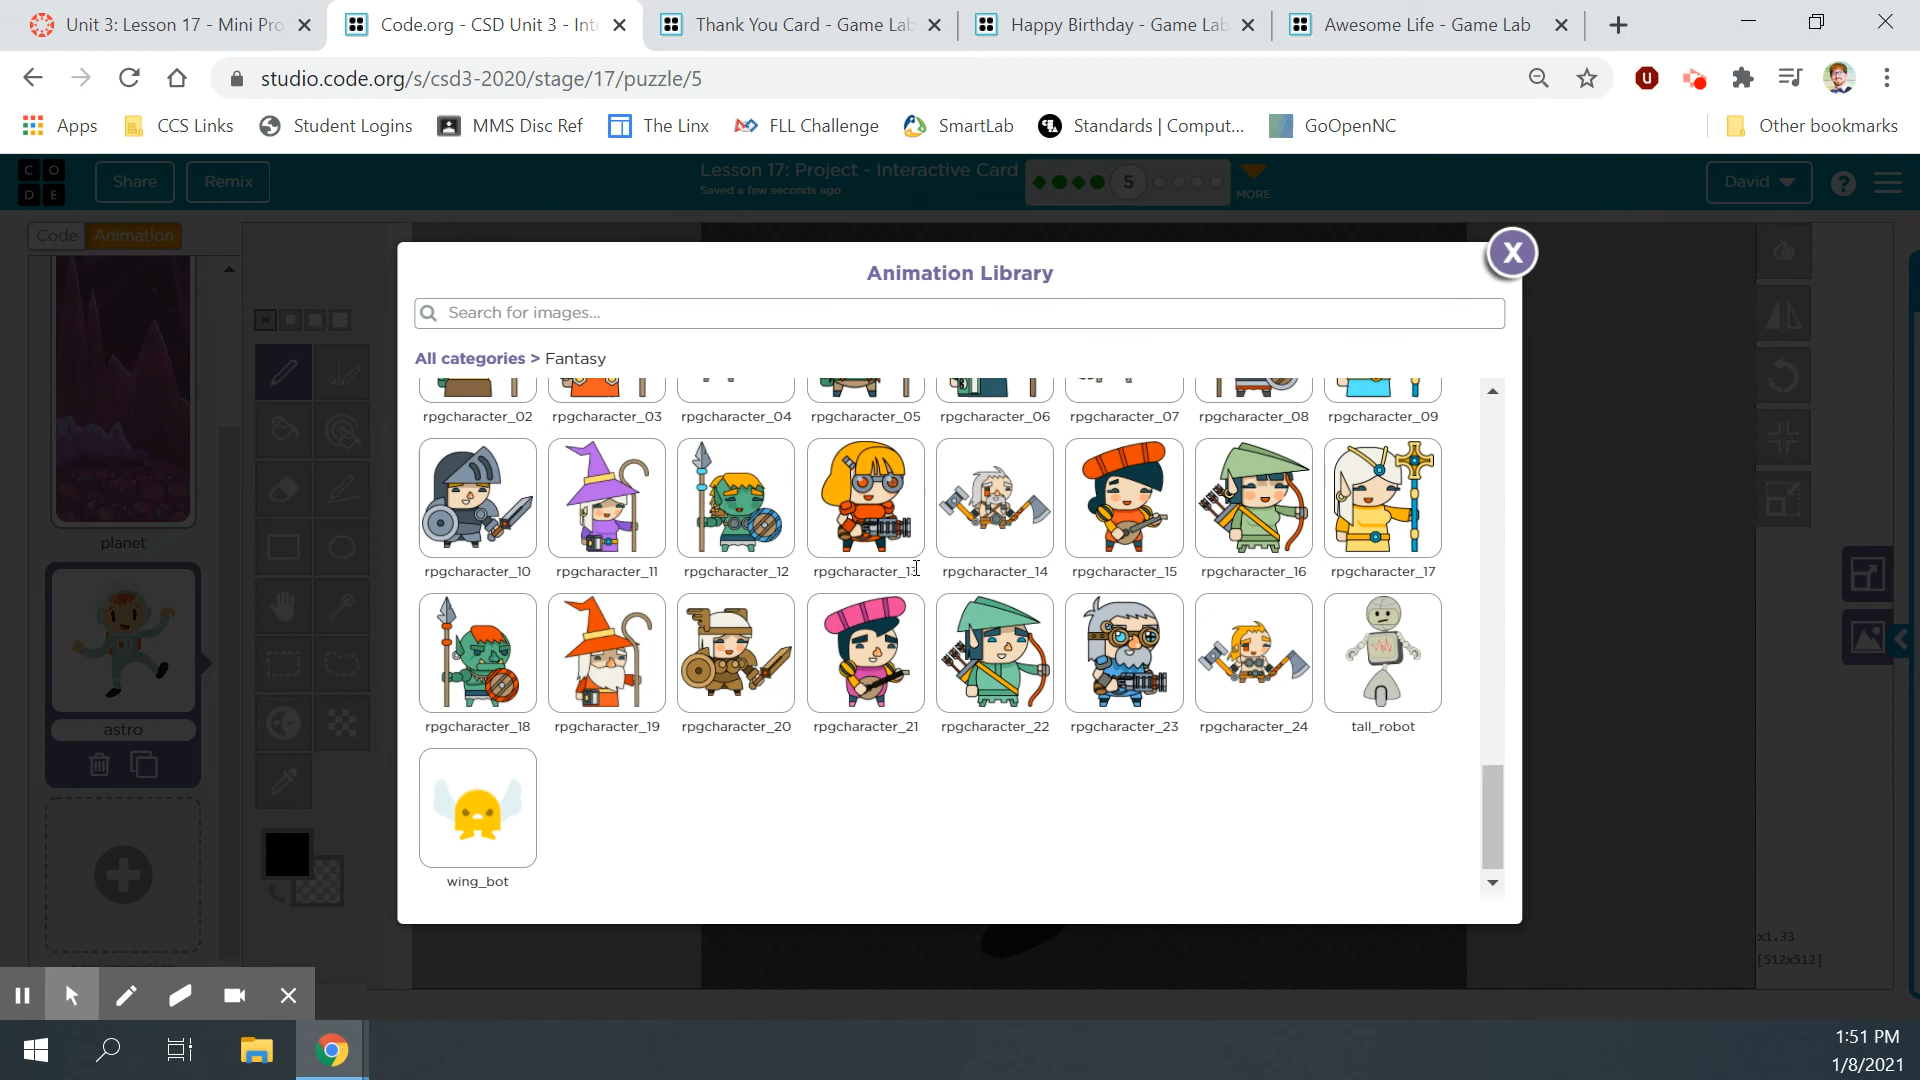 Unit 3: Lesson 17 - Mini Pro
Code.org - CSD Unit 3 - Int
Thank You Card - Game Lab
Happy Birthday - Game Lab
Awesome Life - Game Lab
studio.code.org/s/csd3-2020/stage/17/puzzle/5
Apps
CCS Links
Student Logins
MMS Disc Ref
The Linx
FLL Challenge
SmartLab
Standards | Comput...
GoOpenNC
Other bookmarks
C O
D E
Share
Remix
Lesson 17: Project - Interactive Card
Saved a few seconds ago
5
MORE
David
?
Code
Animation
planet
astro
Animation Library
X
Search for images...
All categories > Fantasy
rpgcharacter_02
rpgcharacter_03
rpgcharacter_04
rpgcharacter_05
rpgcharacter_06
rpgcharacter_07
rpgcharacter_08
rpgcharacter_09
rpgcharacter_10
rpgcharacter_11
rpgcharacter_12
rpgcharacter_13
rpgcharacter_14
rpgcharacter_15
rpgcharacter_16
rpgcharacter_17
rpgcharacter_18
rpgcharacter_19
rpgcharacter_20
rpgcharacter_21
rpgcharacter_22
rpgcharacter_23
rpgcharacter_24
tall_robot
wing_bot
x1.33
[512x512]
1:51 PM
1/8/2021